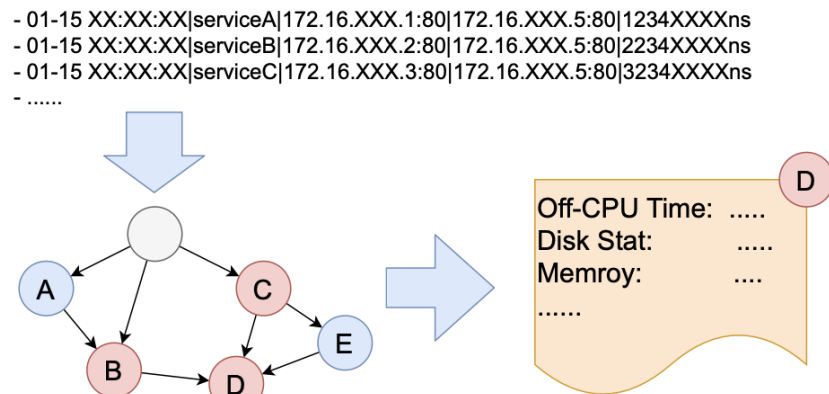 - 01-15 XX:XX:XX|serviceA|172.16.XXX.1:80|172.16.XXX.5:80|1234XXXXns
- 01-15 XX:XX:XX|serviceB|172.16.XXX.2:80|172.16.XXX.5:80|2234XXXXns
- 01-15 XX:XX:XX|serviceC|172.16.XXX.3:80|172.16.XXX.5:80|3234XXXXns
- ......
D
Off-CPU Time: .....
Disk Stat: .....
Memroy: ....
......
A
C
E
B
D